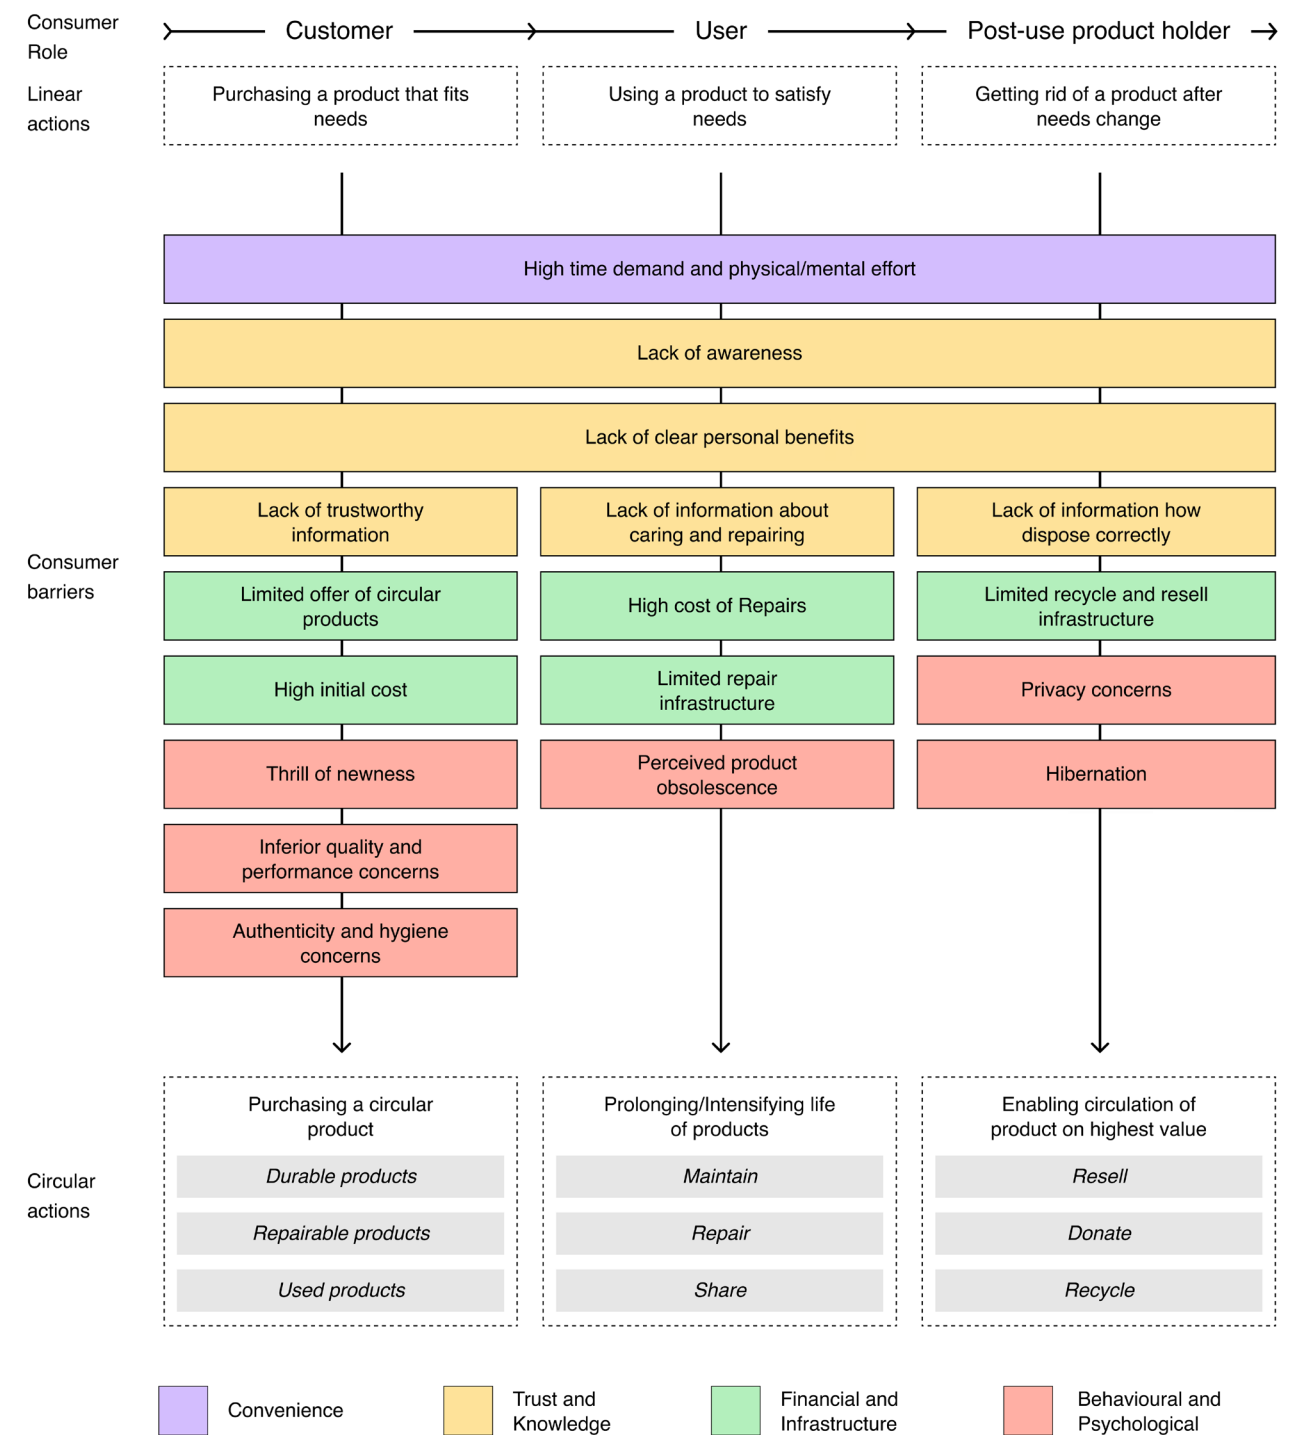 Consumer
Role
Customer
User
Post-use product holder
Linear
actions
Purchasing a product that fits
needs
Using a product to satisfy
needs
Getting rid of a product after
needs change
High time demand and physical/mental effort
Lack of awareness
Lack of clear personal benefits
Consumer
barriers
Lack of trustworthy
information
Lack of information about
caring and repairing
Lack of information how
dispose correctly
Limited offer of circular
products
High cost of Repairs
Limited recycle and resell
infrastructure
High initial cost
Limited repair
infrastructure
Privacy concerns
Thrill of newness
Perceived product
obsolescence
Hibernation
Inferior quality and
performance concerns
Authenticity and hygiene
concerns
Circular
actions
Purchasing a circular
product
Durable products
Repairable products
Used products
Prolonging/Intensifying life
of products
Maintain
Repair
Share
Enabling circulation of
product on highest value
Resell
Donate
Recycle
Convenience
Trust and
Knowledge
Financial and
Infrastructure
Behavioural and
Psychological